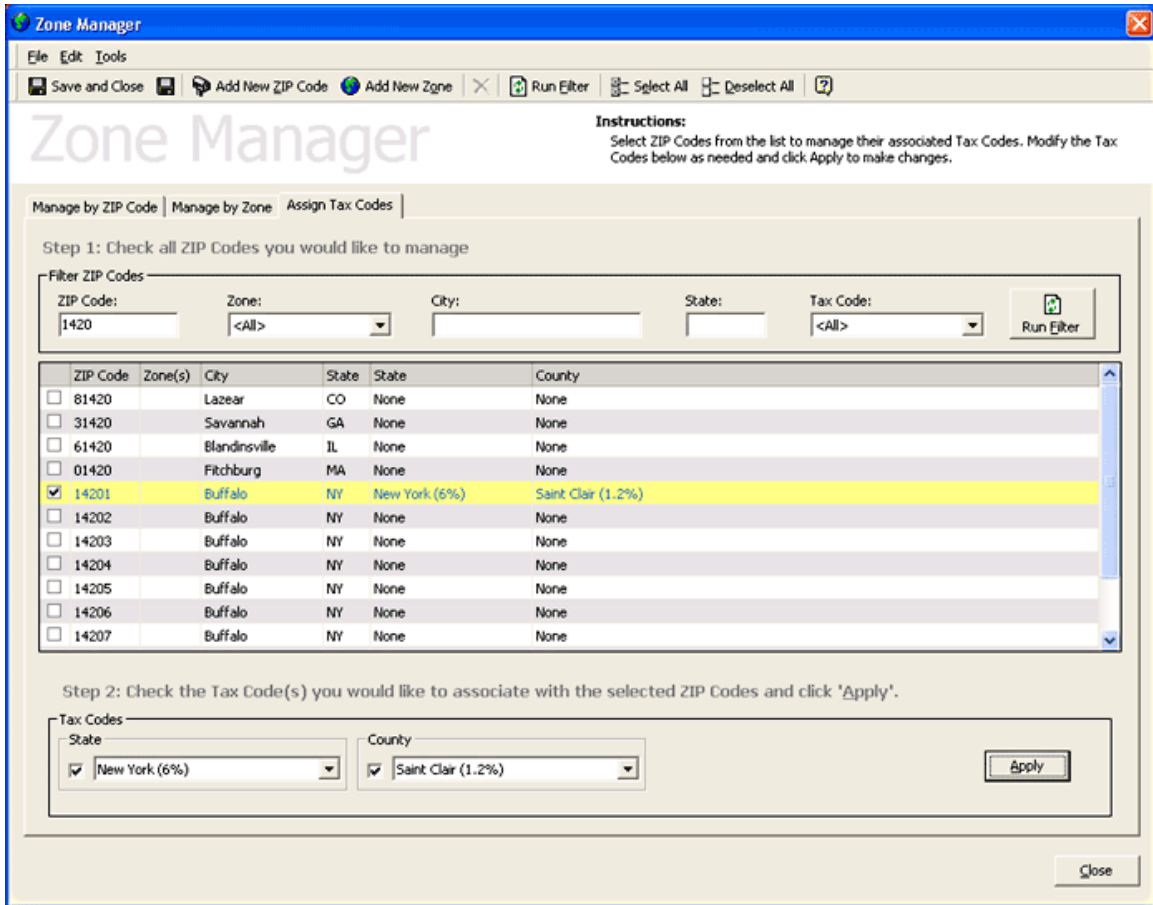 Zone Manager
File Edit Tools
Save and Close Add New ZIP Code Add New Zone Run Filter Select All Deselect All
Zone Manager
Instructions:
Select ZIP Codes from the list to manage their associated Tax Codes. Modify the Tax
Codes below as needed and click Apply to make changes.
Manage by ZIP Code Manage by Zone Assign Tax Codes
Step 1: Check all ZIP Codes you would like to manage
Filter ZIP Codes
ZIP Code: Zone: City: State: Tax Code:
1420 <All> <All> Run Filter
ZIP Code Zone(s) City State State County
81420 Lazear CO None None
31420 Savannah GA None None
61420 Blandinsville IL None None
01420 Fitchburg MA None None
14201 Buffalo NY New York (6%) Saint Clair (1.2%)
14202 Buffalo NY None None
14203 Buffalo NY None None
14204 Buffalo NY None None
14205 Buffalo NY None None
14206 Buffalo NY None None
14207 Buffalo NY None None
Step 2: Check the Tax Code(s) you would like to associate with the selected ZIP Codes and click 'Apply'.
Tax Codes
State County
New York (6%) Saint Clair (1.2%) Apply
Close